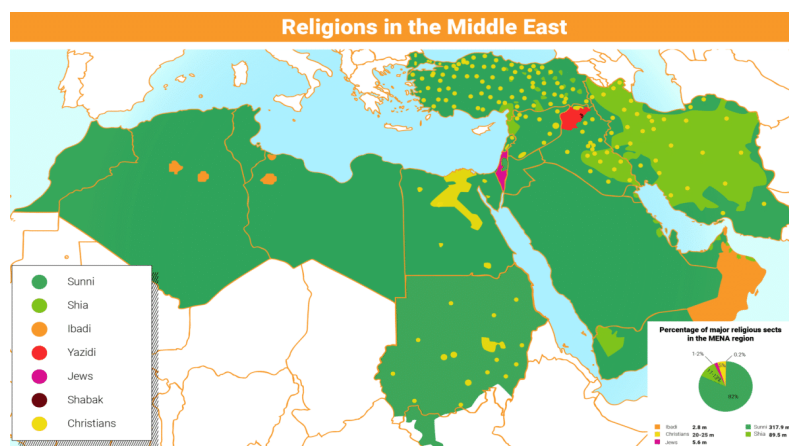 Religions in the Middle East
Sunni
Shia
Ibadi
Yazidi
Jews
Shabak
Christians
Percentage of major religious sects
in the MENA region
1-2%
0.2%
82%
Ibadi 2.8 m
Christians 20-25 m
Jews 5.6 m
Sunni 317.9 m
Shia 89.5 m